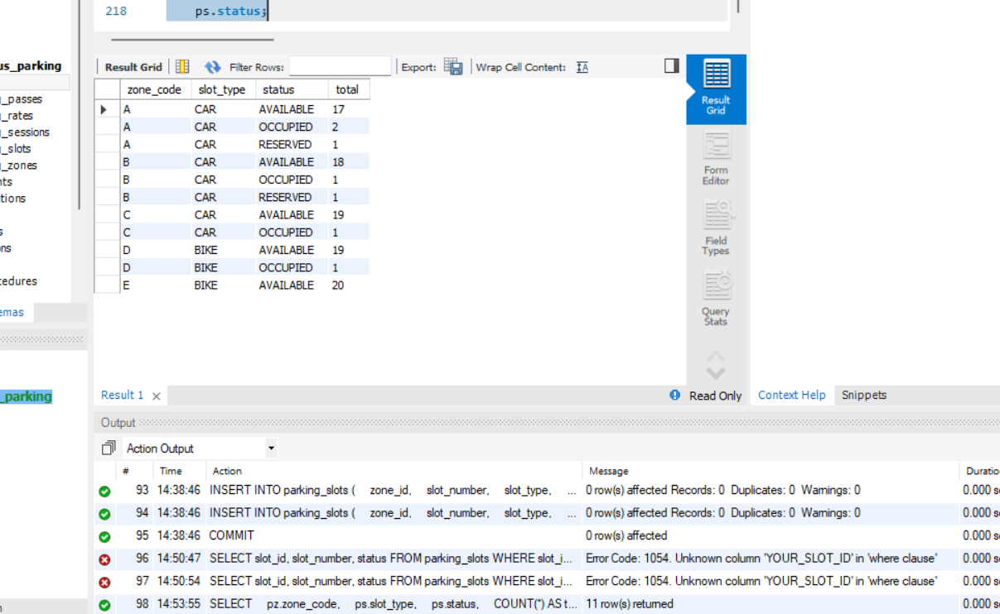 218 ps.status;
us_parking
_passes
_rates
_sessions
_slots
_zones
nts
tions
s
ons
cedures
emas
_parking
Result Grid Filter Rows: Export: Wrap Cell Content:
zone_code slot_type status total
A CAR AVAILABLE 17
A CAR OCCUPIED 2
A CAR RESERVED 1
B CAR AVAILABLE 18
B CAR OCCUPIED 1
B CAR RESERVED 1
C CAR AVAILABLE 19
C CAR OCCUPIED 1
D BIKE AVAILABLE 19
D BIKE OCCUPIED 1
E BIKE AVAILABLE 20
Result
Grid
Form
Editor
Field
Types
Query
Stats
Result 1 Read Only Context Help Snippets
Output
Action Output
# Time Action Message Duratio
93 14:38:46 INSERT INTO parking_slots ( zone_id, slot_number, slot_type, ... 0 row(s) affected Records: 0 Duplicates: 0 Warnings: 0 0.000 s
94 14:38:46 INSERT INTO parking_slots ( zone_id, slot_number, slot_type, ... 0 row(s) affected Records: 0 Duplicates: 0 Warnings: 0 0.000 s
95 14:38:46 COMMIT 0 row(s) affected 0.000 s
96 14:50:47 SELECT slot_id, slot_number, status FROM parking_slots WHERE slot_i... Error Code: 1054. Unknown column 'YOUR_SLOT_ID' in 'where clause' 0.000 s
97 14:50:54 SELECT slot_id, slot_number, status FROM parking_slots WHERE slot_i... Error Code: 1054. Unknown column 'YOUR_SLOT_ID' in 'where clause' 0.000 s
98 14:53:55 SELECT pz.zone_code, ps.slot_type, ps.status, COUNT(*) AS t... 11 row(s) returned 0.000 s